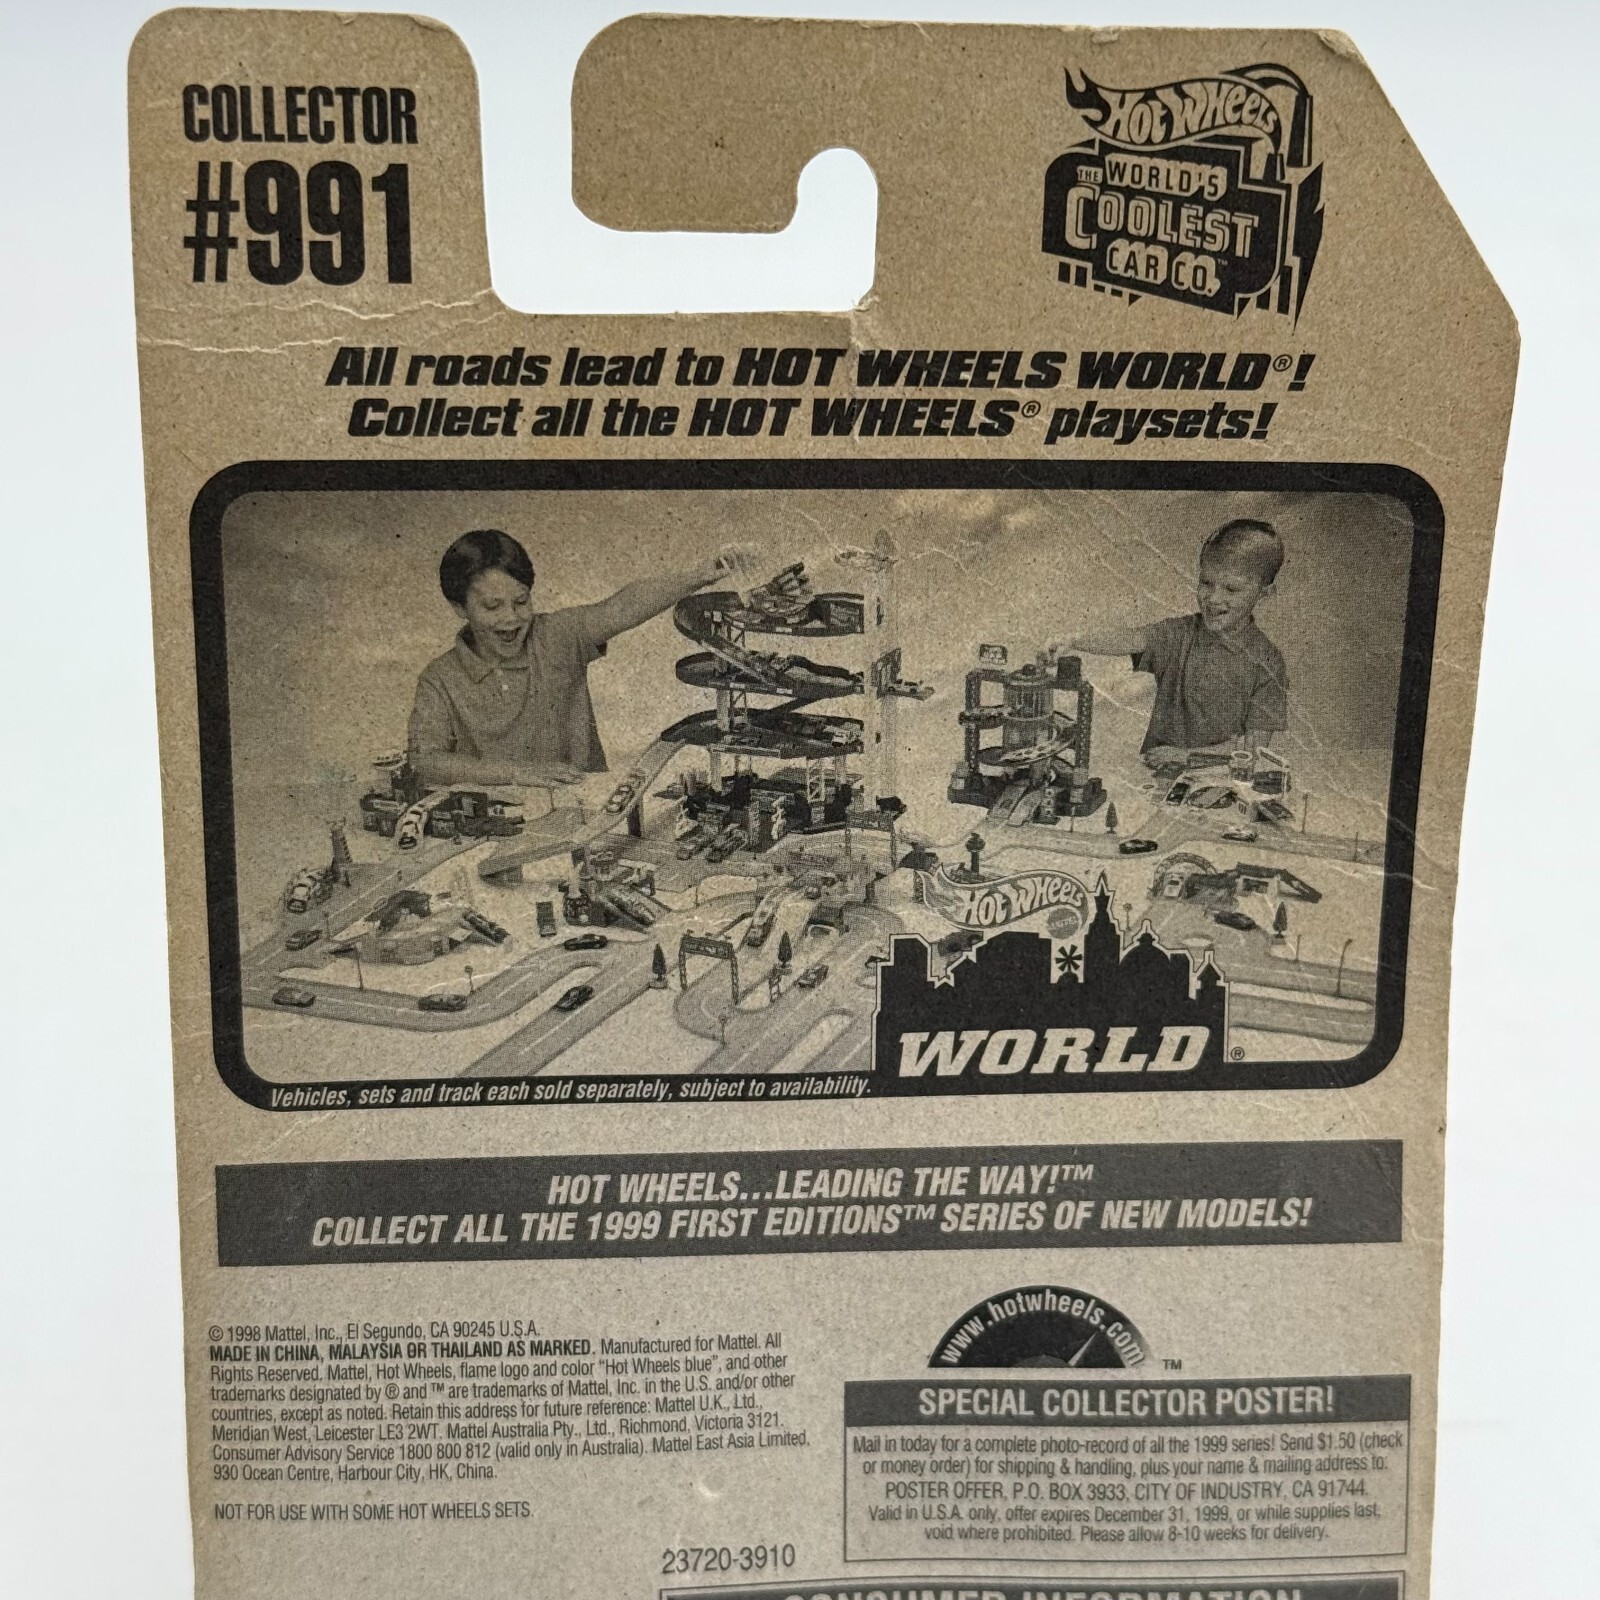 COLLECTOR
#991
HOT WHEELS
THE WORLD'S
COOLEST
CAR CO.™
All roads lead to HOT WHEELS WORLD®!
Collect all the HOT WHEELS® playsets!
HOT WHEELS
MATTEL
WORLD®
Vehicles, sets and track each sold separately, subject to availability.
HOT WHEELS...LEADING THE WAY!™
COLLECT ALL THE 1999 FIRST EDITIONS™ SERIES OF NEW MODELS!
© 1998 Mattel, Inc., El Segundo, CA 90245 U.S.A.
MADE IN CHINA, MALAYSIA OR THAILAND AS MARKED. Manufactured for Mattel. All
Rights Reserved. Mattel, Hot Wheels, flame logo and color "Hot Wheels blue", and other
trademarks designated by ® and ™ are trademarks of Mattel, Inc. in the U.S. and/or other
countries, except as noted. Retain this address for future reference: Mattel U.K., Ltd.,
Meridian West, Leicester LE3 2WT. Mattel Australia Pty., Ltd., Richmond, Victoria 3121.
Consumer Advisory Service 1800 800 812 (valid only in Australia). Mattel East Asia Limited,
930 Ocean Centre, Harbour City, HK, China.
NOT FOR USE WITH SOME HOT WHEELS SETS.
www.hotwheels.com™
SPECIAL COLLECTOR POSTER!
Mail in today for a complete photo-record of all the 1999 series! Send $1.50 (check
or money order) for shipping & handling, plus your name & mailing address to:
POSTER OFFER, P.O. BOX 3933, CITY OF INDUSTRY, CA 91744.
Valid in U.S.A. only, offer expires December 31, 1999, or while supplies last,
void where prohibited. Please allow 8-10 weeks for delivery.
23720-3910
CONSUMER INFORMATION